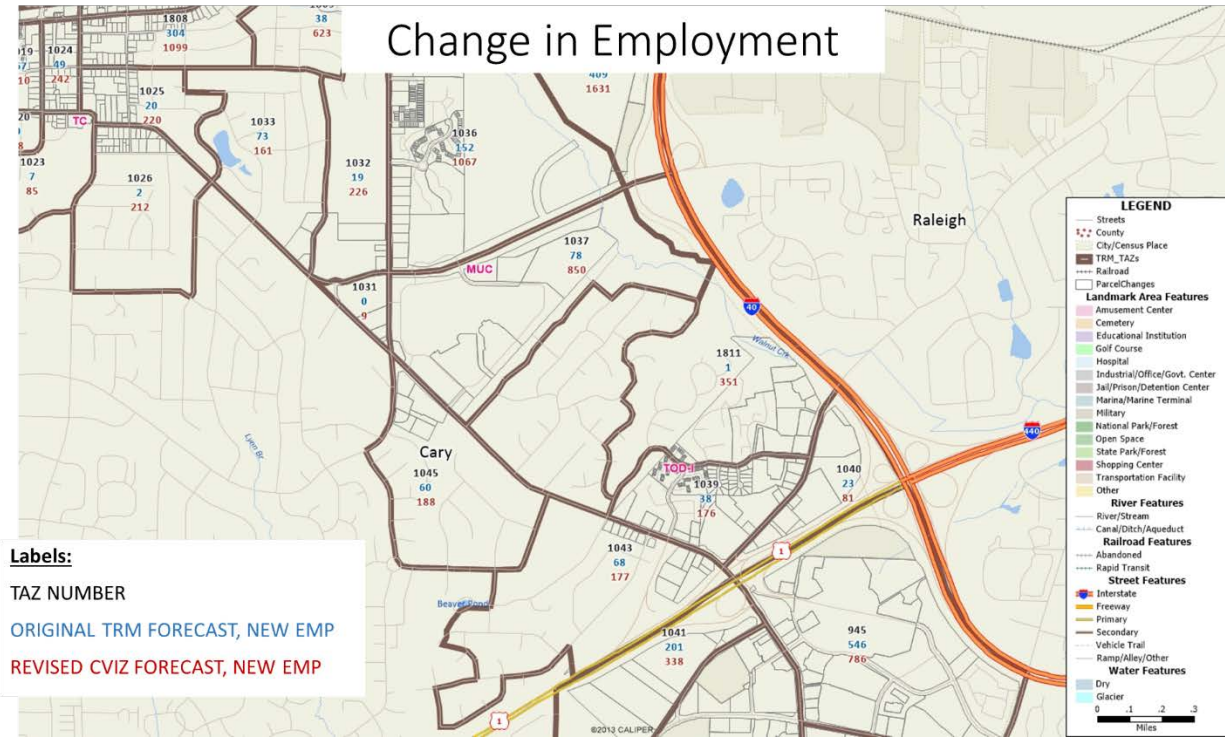 Change in Employment
1808
304
1099
38
623
1024
49
242
1025
20
220
TC
1033
73
161
1023
7
85
1026
2
212
1032
19
226
1036
152
1067
409
1631
1037
78
850
MUC
1031
0
9
Raleigh
40
Walnut Crk
1811
1
351
440
Cary
1045
60
188
TOD-I
1039
38
176
1040
23
81
1
1043
68
177
1041
201
338
945
546
786
1
©2013 CALIPER
Labels:
TAZ NUMBER
ORIGINAL TRM FORECAST, NEW EMP
REVISED CVIZ FORECAST, NEW EMP
LEGEND
Streets
County
City/Census Place
TRM_TAZs
Railroad
ParcelChanges
Landmark Area Features
Amusement Center
Cemetery
Educational Institution
Golf Course
Hospital
Industrial/Office/Govt. Center
Jail/Prison/Detention Center
Marina/Marine Terminal
Military
National Park/Forest
Open Space
State Park/Forest
Shopping Center
Transportation Facility
Other
River Features
River/Stream
Canal/Ditch/Aqueduct
Railroad Features
Abandoned
Rapid Transit
Street Features
Interstate
Freeway
Primary
Secondary
Vehicle Trail
Ramp/Alley/Other
Water Features
Dry
Glacier
0 .1 .2 .3
Miles